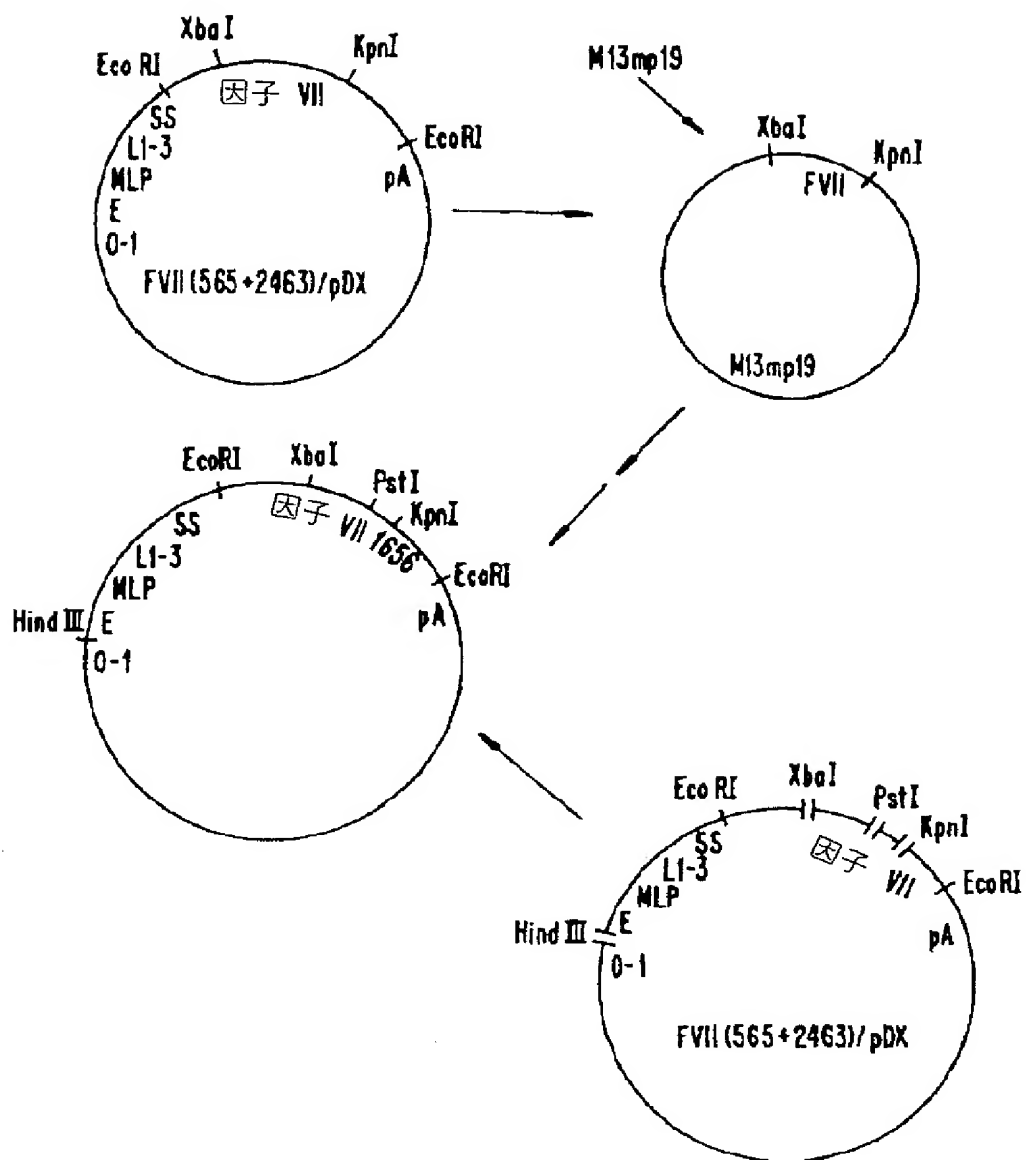 XbaI
KpnI
EcoRI
因子 VII
SS
EcoRI
L1-3
pA
MLP
E
0-1
FVII(565+2463)/pDX
M13mp19
XbaI
KpnI
FVII
M13mp19
EcoRI
XbaI
PstI
因子 VII 1656
KpnI
SS
L1-3
EcoRI
MLP
pA
Hind III
E
0-1
XbaI
EcoRI
PstI
KpnI
SS
因子 VII
L1-3
EcoRI
MLP
E
pA
Hind III
0-1
FVII(565+2463)/pDX